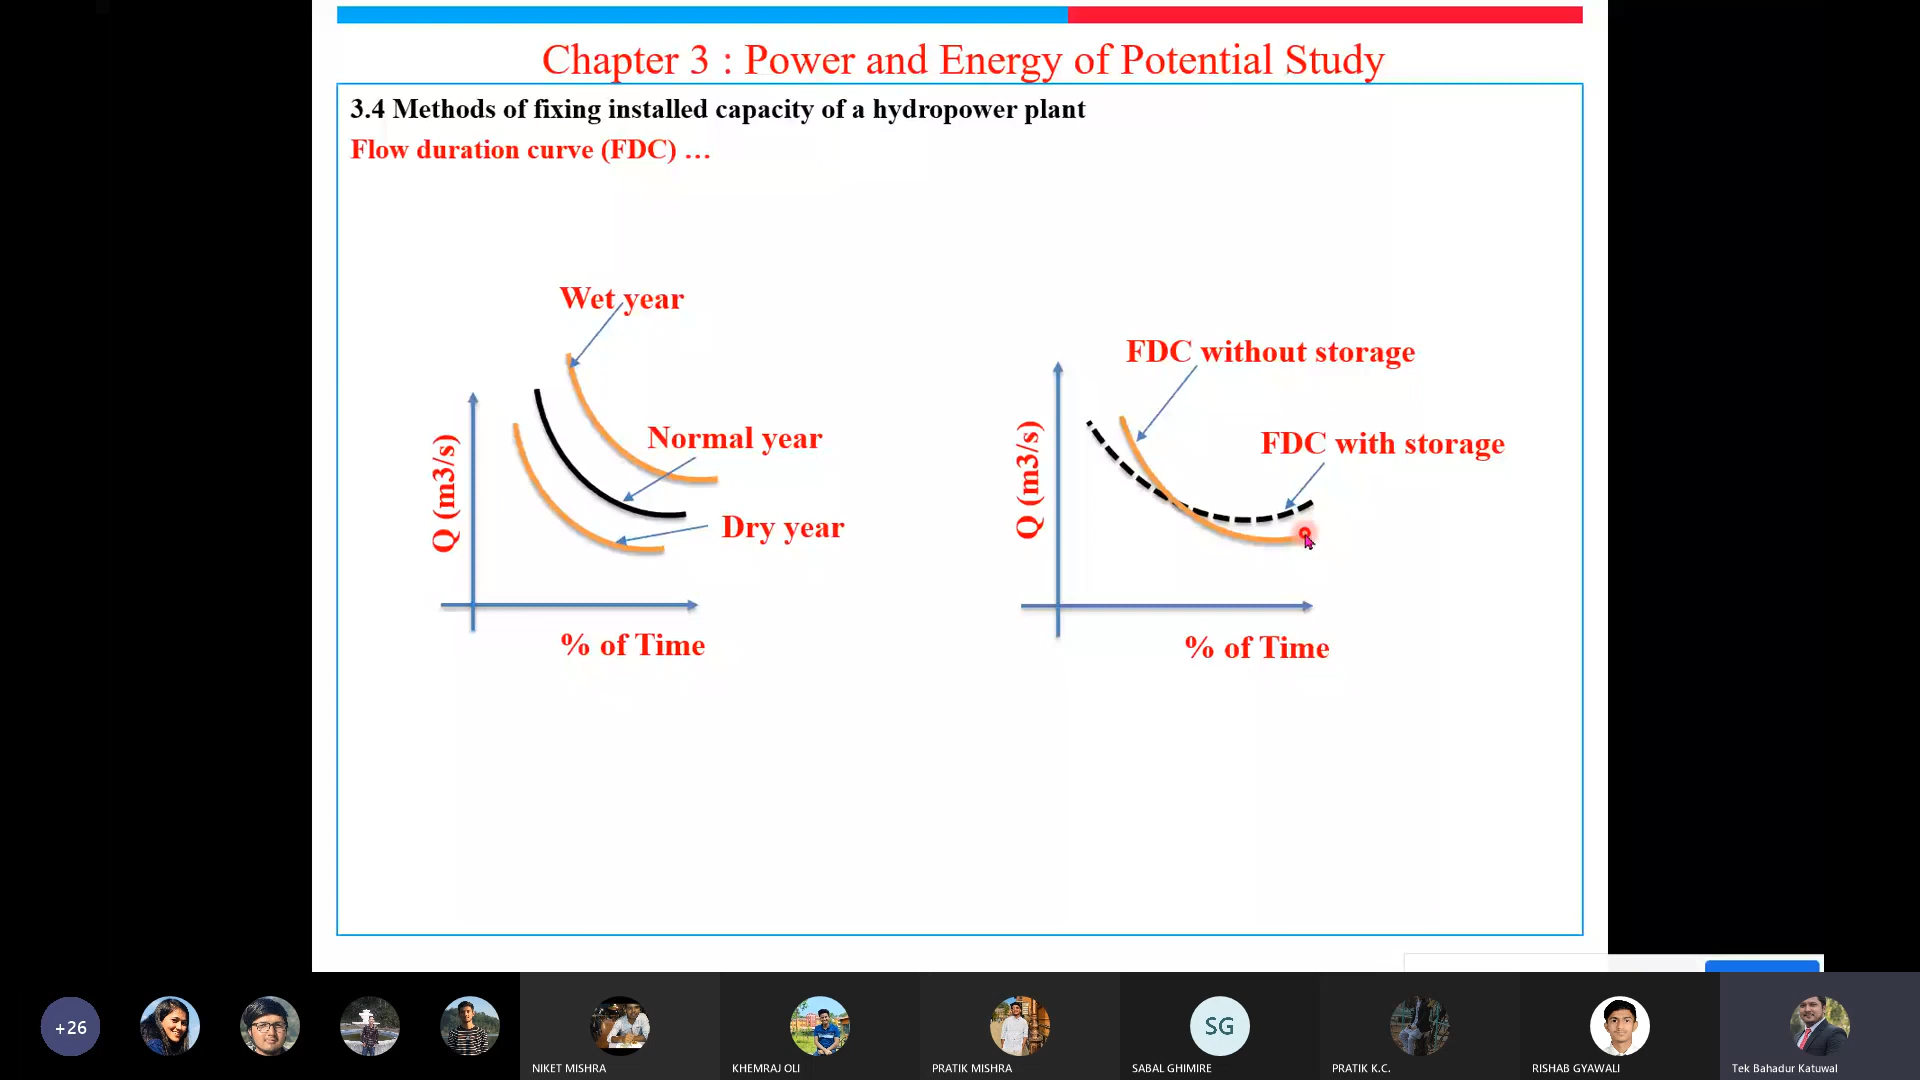 Chapter 3 : Power and Energy of Potential Study
3.4 Methods of fixing installed capacity of a hydropower plant
Flow duration curve (FDC) …
Wet year
Normal year
Dry year
Q (m3/s)
% of Time
FDC without storage
FDC with storage
Q (m3/s)
% of Time
+26
SG
NIKET MISHRA
KHEMRAJ OLI
PRATIK MISHRA
SABAL GHIMIRE
PRATIK K.C.
RISHAB GYAWALI
Tek Bahadur Katuwal